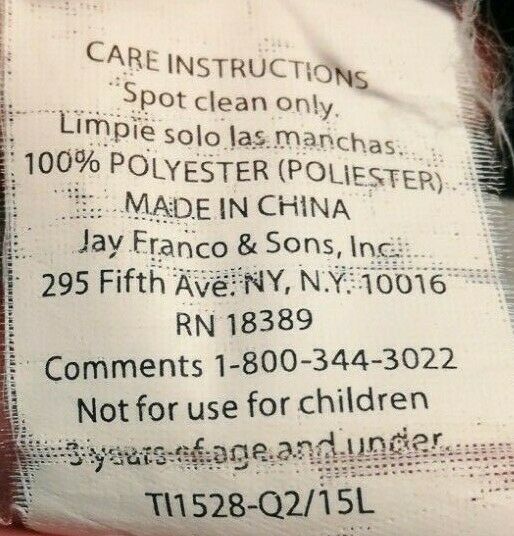 CARE INSTRUCTIONS
Spot clean only.
Limpie solo las manchas.
100% POLYESTER (POLIESTER)
MADE IN CHINA
Jay Franco & Sons, Inc.
295 Fifth Ave. NY, N.Y. 10016
RN 18389
Comments 1-800-344-3022
Not for use for children
3 years of age and under.
TI1528-Q2/15L